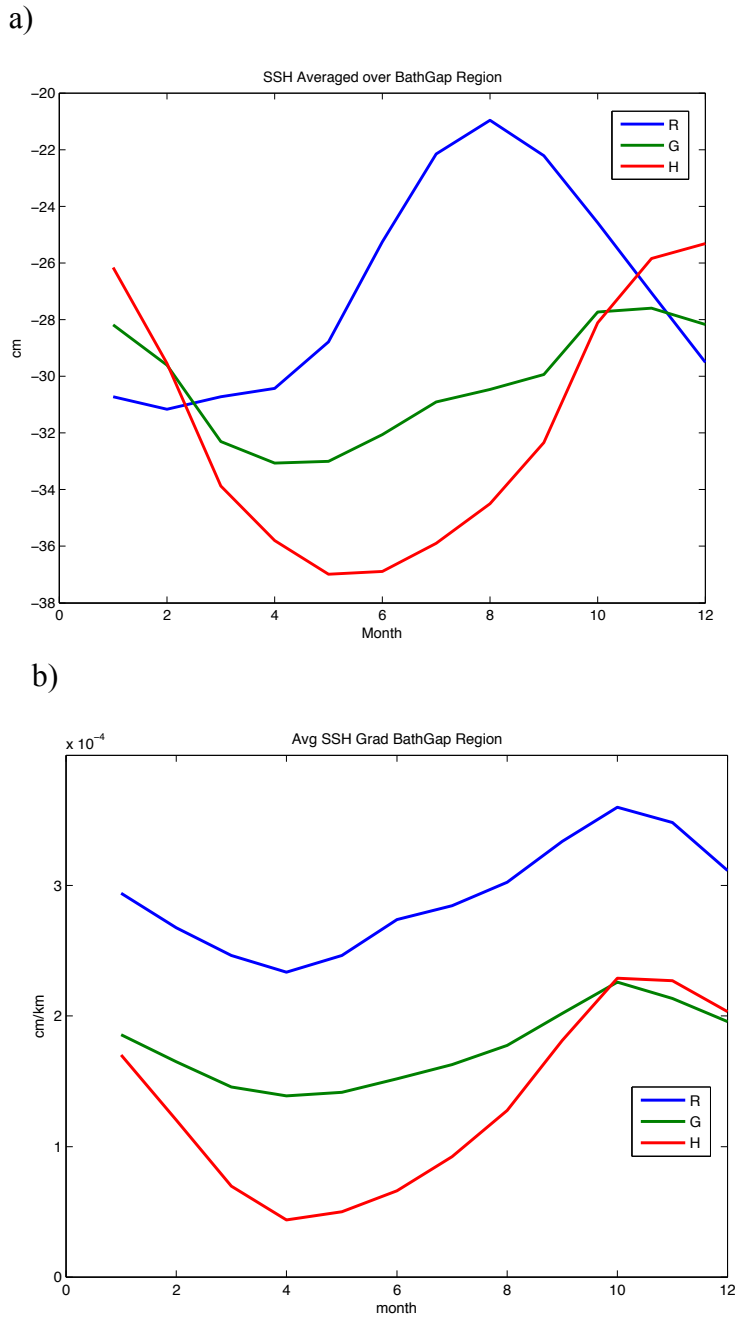 a)
SSH Averaged over BathGap Region
−20
−22
−24
−26
−28
−30
−32
−34
−36
−38
cm
R
G
H
0 2 4 6 8 10 12
Month
b)
x 10−4
Avg SSH Grad BathGap Region
3
2
1
0
cm/km
R
G
H
0 2 4 6 8 10 12
month